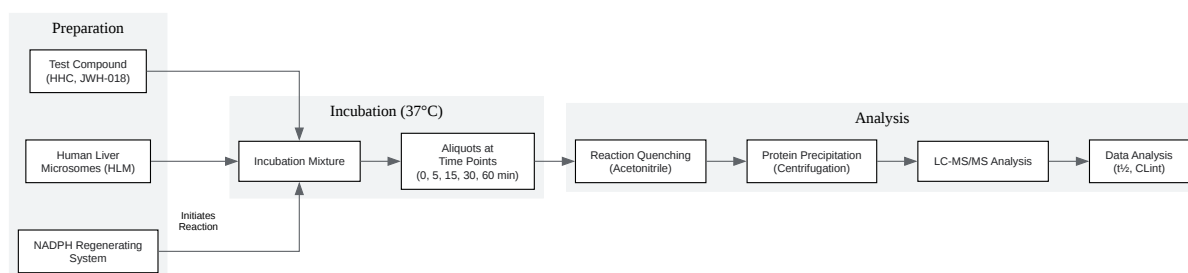 Preparation
Test Compound
(HHC, JWH-018)
Human Liver
Microsomes (HLM)
NADPH Regenerating
System
Initiates
Reaction
Incubation (37°C)
Incubation Mixture
Aliquots at
Time Points
(0, 5, 15, 30, 60 min)
Analysis
Reaction Quenching
(Acetonitrile)
Protein Precipitation
(Centrifugation)
LC-MS/MS Analysis
Data Analysis
(t½, CLint)